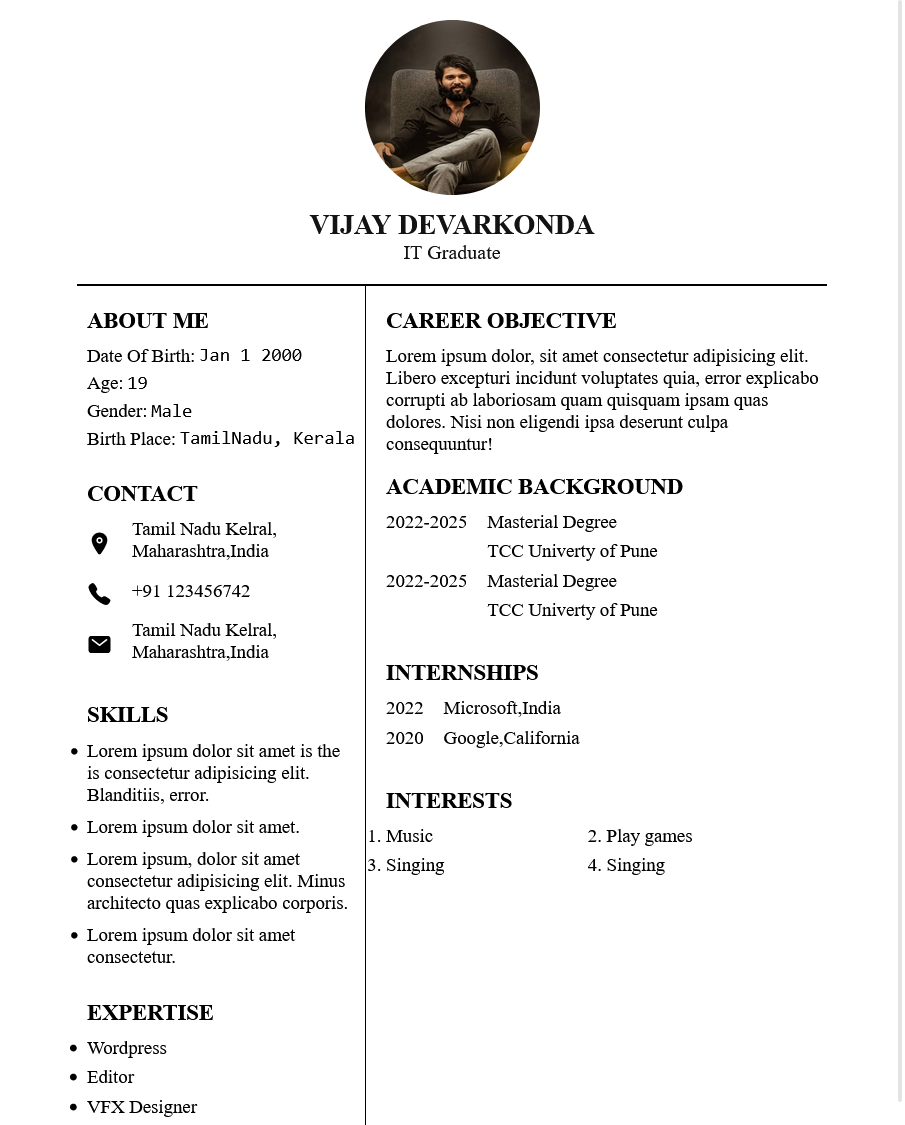 VIJAY DEVARKONDA
IT Graduate
ABOUT ME
Date Of Birth: Jan 1 2000
Age: 19
Gender: Male
Birth Place: TamilNadu, Kerala
CONTACT
Tamil Nadu Kelral,
Maharashtra,India
+91 123456742
Tamil Nadu Kelral,
Maharashtra,India
SKILLS
• Lorem ipsum dolor sit amet is the
is consectetur adipisicing elit.
Blanditiis, error.
• Lorem ipsum dolor sit amet.
• Lorem ipsum, dolor sit amet
consectetur adipisicing elit. Minus
architecto quas explicabo corporis.
• Lorem ipsum dolor sit amet
consectetur.
EXPERTISE
• Wordpress
• Editor
• VFX Designer
CAREER OBJECTIVE
Lorem ipsum dolor, sit amet consectetur adipisicing elit.
Libero excepturi incidunt voluptates quia, error explicabo
corrupti ab laboriosam quam quisquam ipsam quas
dolores. Nisi non eligendi ipsa deserunt culpa
consequuntur!
ACADEMIC BACKGROUND
2022-2025 Masterial Degree
TCC Univerty of Pune
2022-2025 Masterial Degree
TCC Univerty of Pune
INTERNSHIPS
2022 Microsoft,India
2020 Google,California
INTERESTS
1. Music 2. Play games
3. Singing 4. Singing